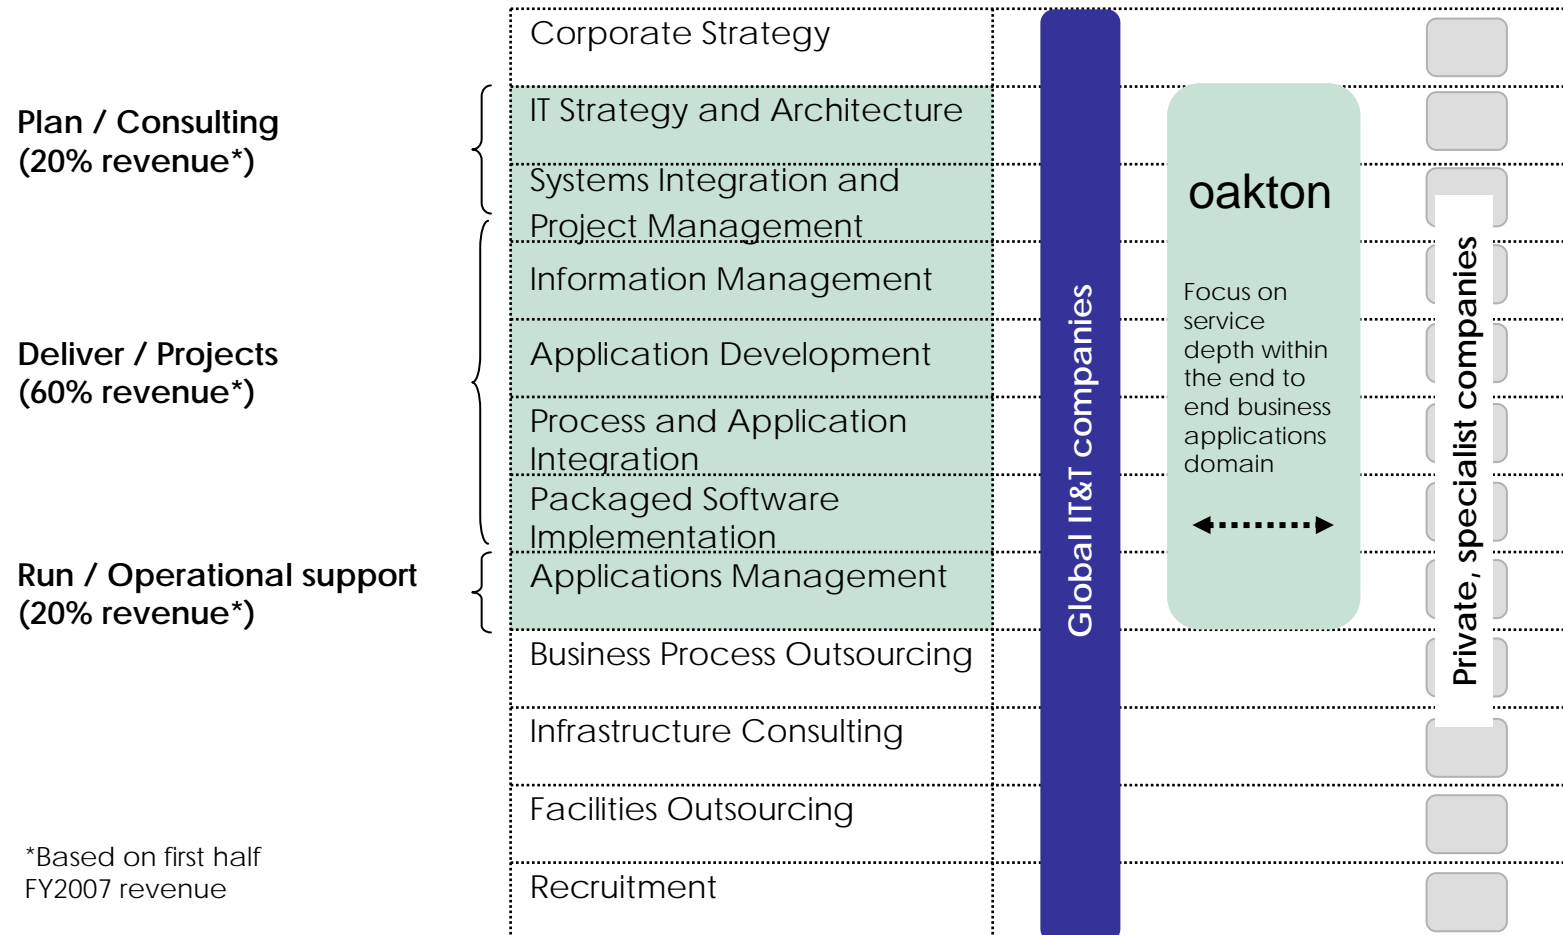 Plan / Consulting
(20% revenue*)
Deliver / Projects
(60% revenue*)
Run / Operational support
(20% revenue*)
*Based on first half
FY2007 revenue
Corporate Strategy
IT Strategy and Architecture
Systems Integration and
Project Management
Information Management
Application Development
Process and Application
Integration
Packaged Software
Implementation
Applications Management
Business Process Outsourcing
Infrastructure Consulting
Facilities Outsourcing
Recruitment
Global IT&T companies
oakton
Focus on
service
depth within
the end to
end business
applications
domain
Private, specialist companies